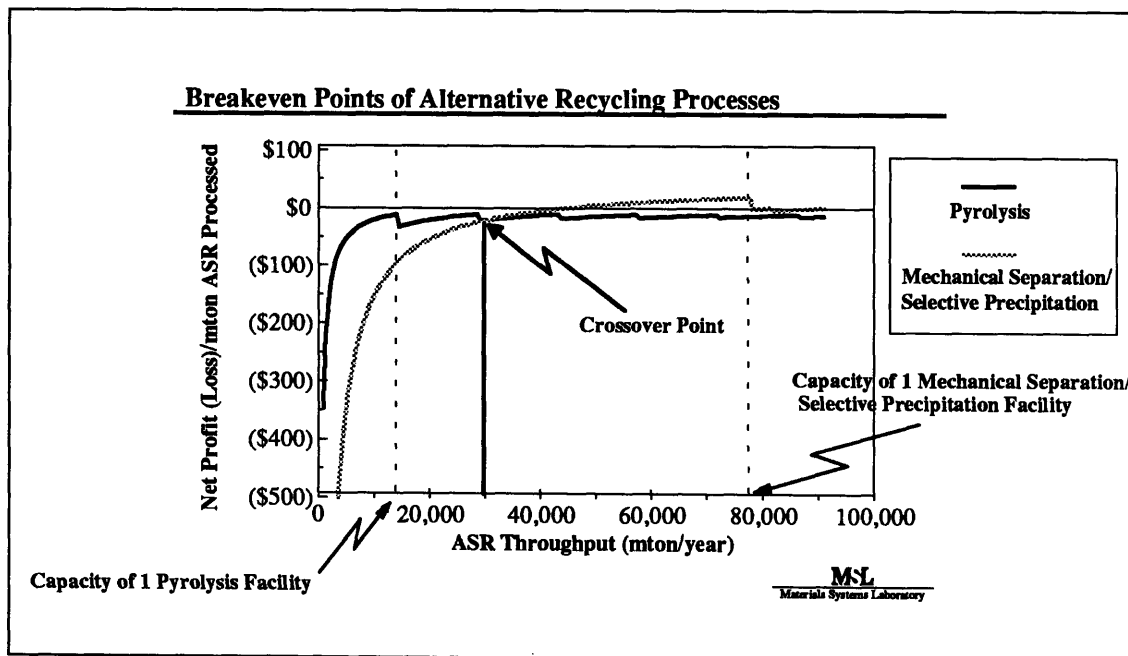 Breakeven Points of Alternative Recycling Processes
Net Profit (Loss)/mton ASR Processed
$100
$0
($100)
($200)
($300)
($400)
($500)
0
20,000
40,000
60,000
80,000
100,000
ASR Throughput (mton/year)
Pyrolysis
Mechanical Separation/
Selective Precipitation
Crossover Point
Capacity of 1 Mechanical Separation/
Selective Precipitation Facility
Capacity of 1 Pyrolysis Facility
MSL
Materials Systems Laboratory